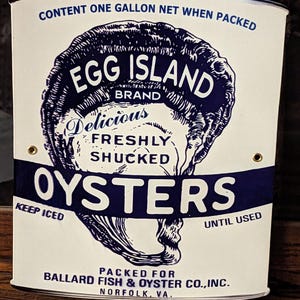 CONTENT ONE GALLON NET WHEN PACKED
EGG ISLAND
BRAND
Delicious
FRESHLY
SHUCKED
OYSTERS
KEEP ICED
UNTIL USED
PACKED FOR
BALLARD FISH & OYSTER CO., INC.
NORFOLK, VA.